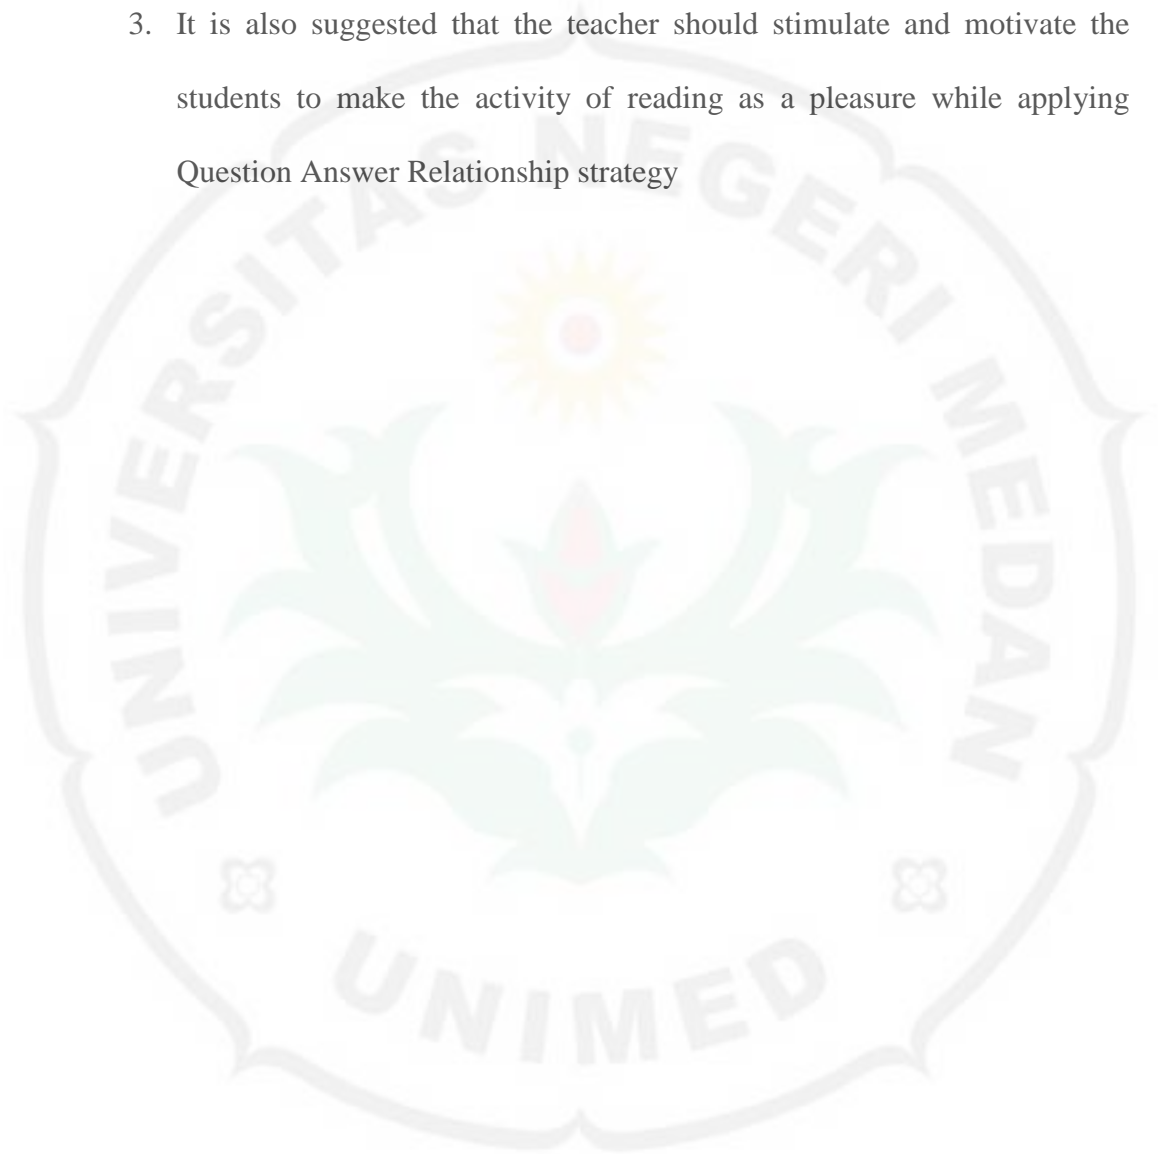 3. It is also suggested that the teacher should stimulate and motivate the
students to make the activity of reading as a pleasure while applying
Question Answer Relationship strategy
UNIVERSITAS NEGERI MEDAN
UNIMED